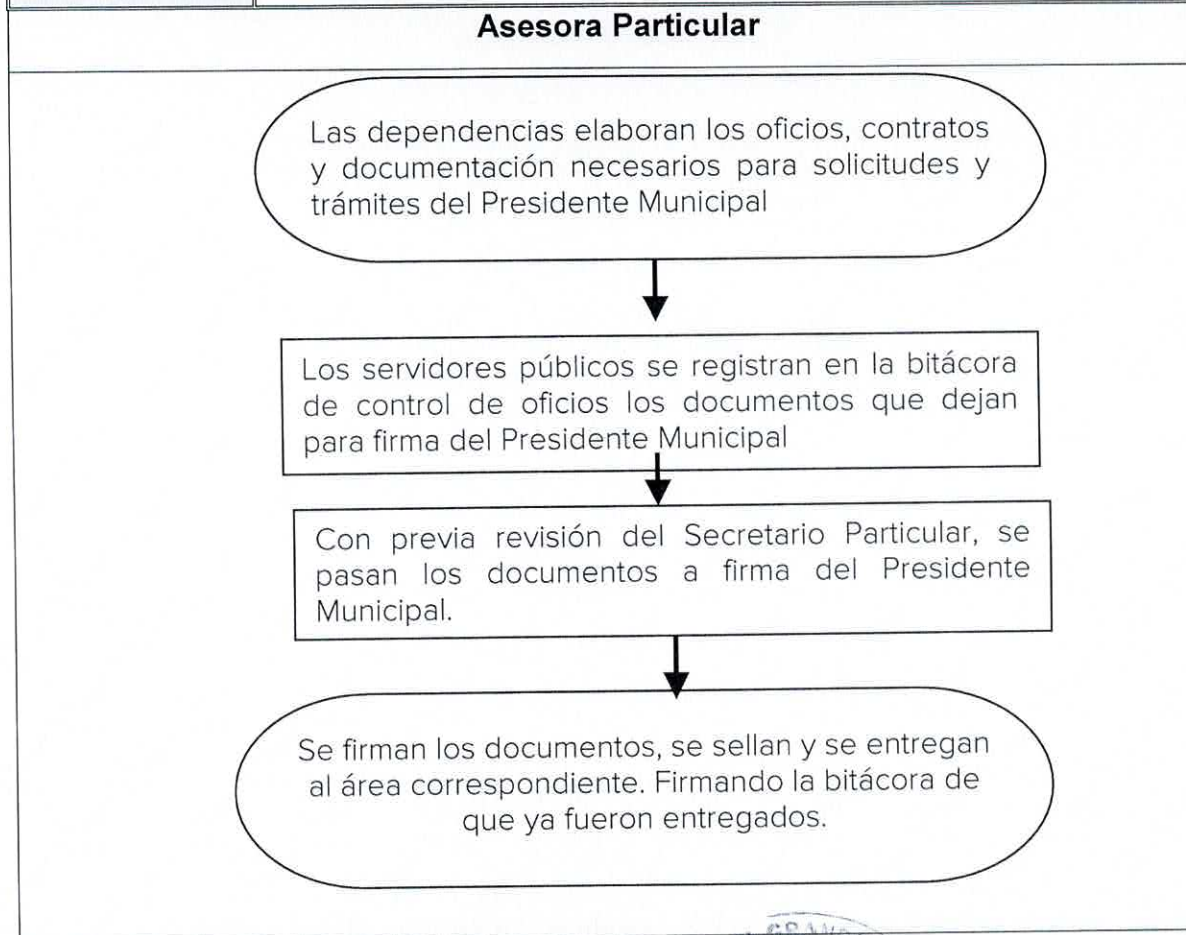 Asesora Particular
Las dependencias elaboran los oficios, contratos
y documentación necesarios para solicitudes y
trámites del Presidente Municipal
Los servidores públicos se registran en la bitácora
de control de oficios los documentos que dejan
para firma del Presidente Municipal
Con previa revisión del Secretario Particular, se
pasan los documentos a firma del Presidente
Municipal.
Se firman los documentos, se sellan y se entregan
al área correspondiente. Firmando la bitácora de
que ya fueron entregados.